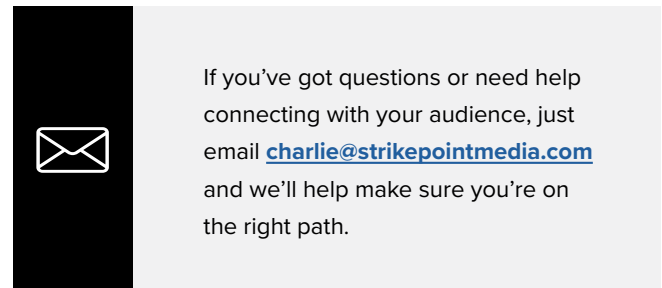 If you’ve got questions or need help
connecting with your audience, just
email charlie@strikepointmedia.com
and we’ll help make sure you’re on
the right path.